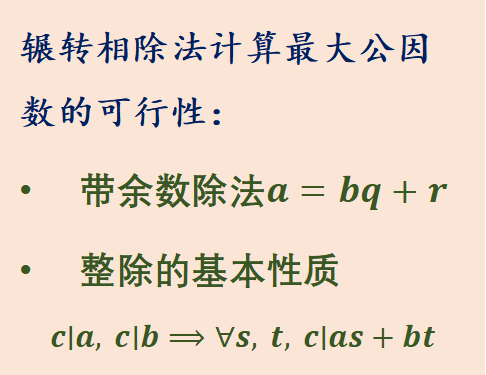 辗转相除法计算最大公因
数的可行性：
• 带余数除法a = bq + r
• 整除的基本性质
c|a, c|b ⟹ ∀s, t, c|as + bt